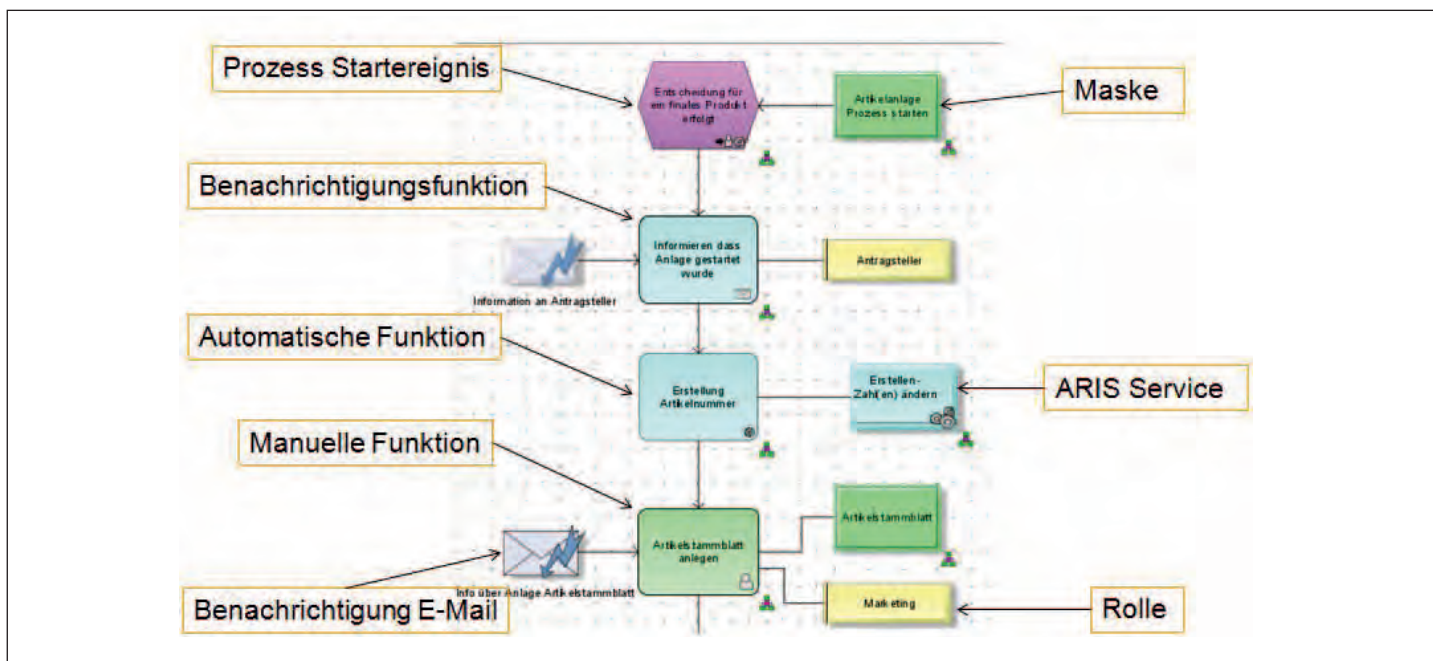 Prozess Startereignis
Entscheidung für
ein finales Produkt
erfolgt
Artikelanlage
Prozess starten
Maske
Benachrichtigungsfunktion
Informieren dass
Anlage gestartet
wurde
Antragsteller
Information an Antragsteller
Automatische Funktion
Erstellung
Artikelnummer
Erstellen-
Zahl(en) ändern
ARIS Service
Manuelle Funktion
Artikelstammblatt
Artikelstammblatt
anlegen
Info über Anlage Artikelstammblatt
Benachrichtigung E-Mail
Marketing
Rolle